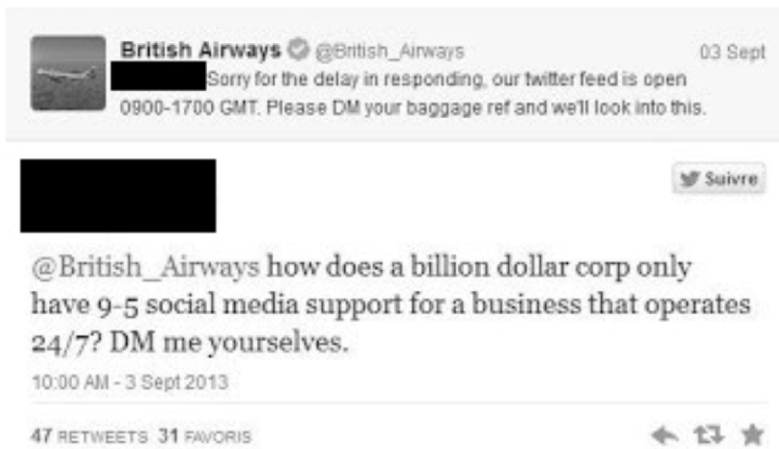 British Airways @British_Airways 03 Sept
Sorry for the delay in responding, our twitter feed is open
0900-1700 GMT. Please DM your baggage ref and we'll look into this.
Suivre
@British_Airways how does a billion dollar corp only
have 9-5 social media support for a business that operates
24/7? DM me yourselves.
10:00 AM - 3 Sept 2013
47 RETWEETS 31 FAVORIS